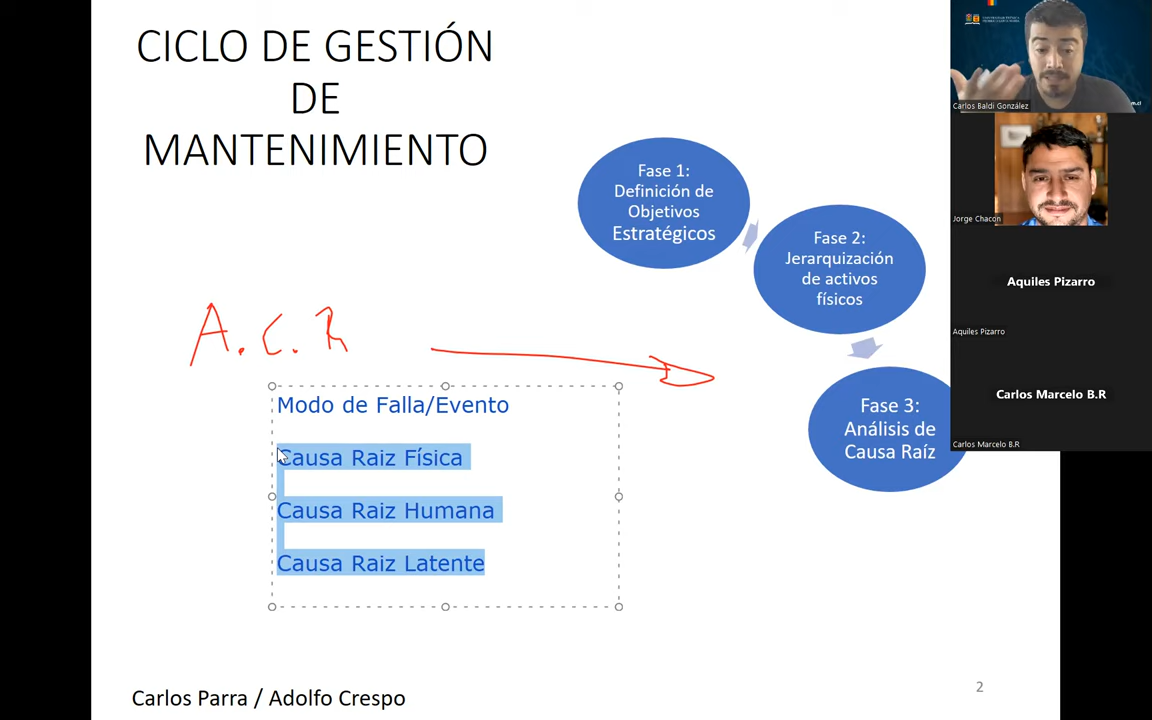 CICLO DE GESTIÓN
DE
MANTENIMIENTO
Fase 1:
Definición de
Objetivos
Estratégicos
Fase 2:
Jerarquización
de activos
físicos
Fase 3:
Análisis de
Causa Raíz
A.C.R
Modo de Falla/Evento
Causa Raiz Física
Causa Raiz Humana
Causa Raiz Latente
Carlos Parra / Adolfo Crespo
2
Carlos Baldi González
Jorge Chacon
Aquiles Pizarro
Aquiles Pizarro
Carlos Marcelo B.R
Carlos Marcelo B.R